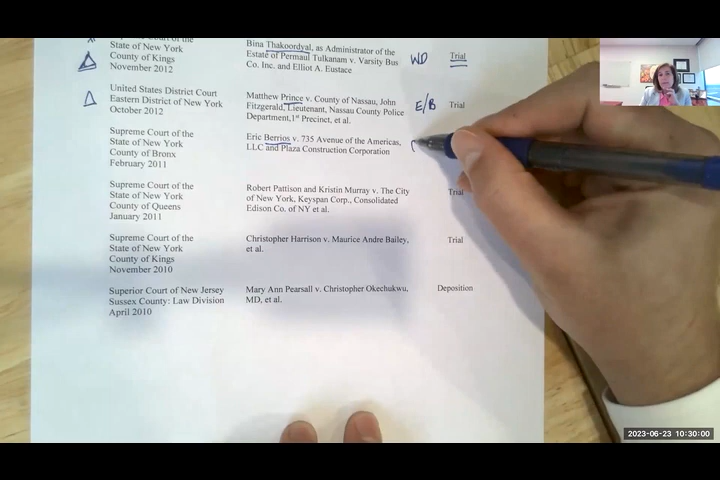 Supreme Court of the
State of New York
County of Kings
November 2012
Bina Thakoordyal, as Administrator of the
Estate of Permaul Tulkanam v. Varsity Bus
Co. Inc. and Elliot A. Eustace
WD
Trial
Δ
United States District Court
Eastern District of New York
October 2012
Matthew Prince v. County of Nassau, John
Fitzgerald, Lieutenant, Nassau County Police
Department,1st Precinct, et al.
E/B
Trial
Δ
Supreme Court of the
State of New York
County of Bronx
February 2011
Eric Berrios v. 735 Avenue of the Americas,
LLC and Plaza Construction Corporation
Supreme Court of the
State of New York
County of Queens
January 2011
Robert Pattison and Kristin Murray v. The City
of New York, Keyspan Corp., Consolidated
Edison Co. of NY et al.
Trial
Supreme Court of the
State of New York
County of Kings
November 2010
Christopher Harrison v. Maurice Andre Bailey,
et al.
Trial
Superior Court of New Jersey
Sussex County: Law Division
April 2010
Mary Ann Pearsall v. Christopher Okechukwu,
MD, et al.
Deposition
2023-06-23 10:30:00